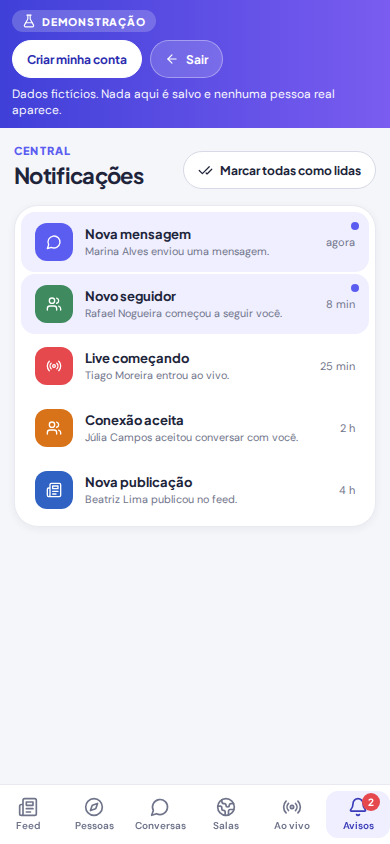 DEMONSTRAÇÃO
Criar minha conta
Sair
Dados fictícios. Nada aqui é salvo e nenhuma pessoa real
aparece.
CENTRAL
Notificações
Marcar todas como lidas
Nova mensagem
Marina Alves enviou uma mensagem.
agora
Novo seguidor
Rafael Nogueira começou a seguir você.
8 min
Live começando
Tiago Moreira entrou ao vivo.
25 min
Conexão aceita
Júlia Campos aceitou conversar com você.
2 h
Nova publicação
Beatriz Lima publicou no feed.
4 h
Feed
Pessoas
Conversas
Salas
Ao vivo
2
Avisos